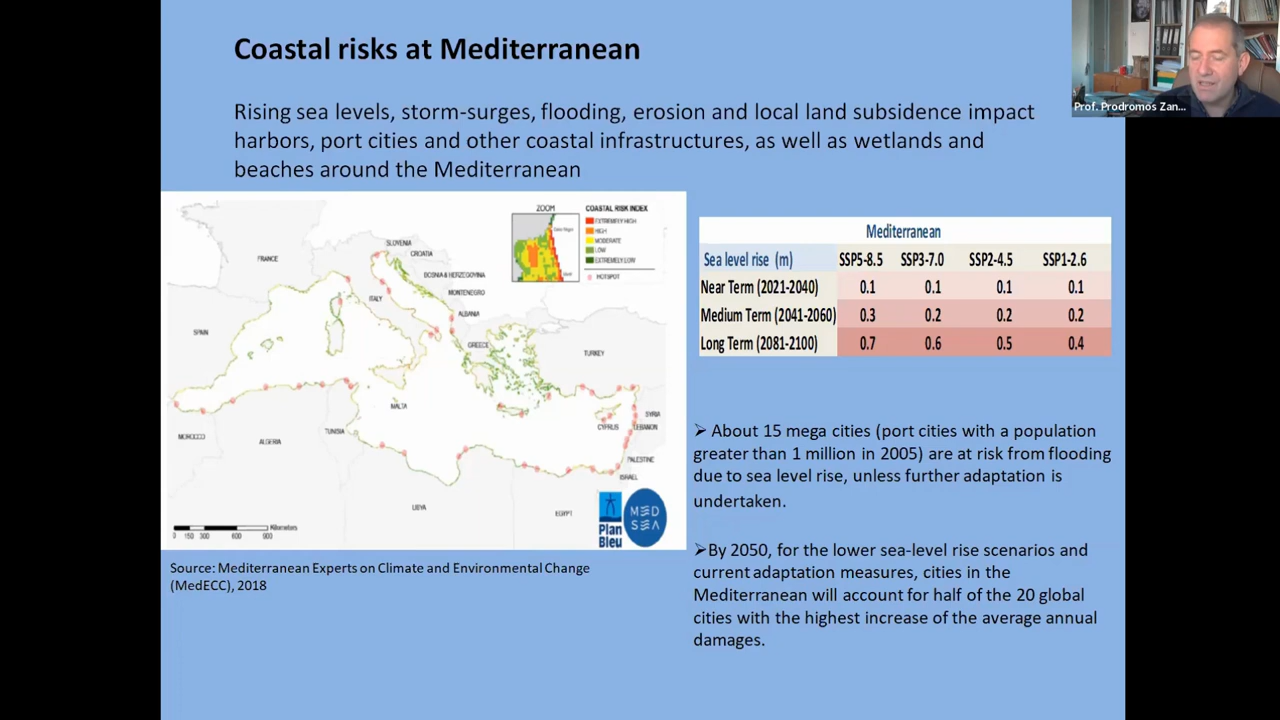 Coastal risks at Mediterranean
Prof. Prodromos Zan...
Rising sea levels, storm-surges, flooding, erosion and local land subsidence impact
harbors, port cities and other coastal infrastructures, as well as wetlands and
beaches around the Mediterranean
ZOOM
COASTAL RISK INDEX
EXTREMELY HIGH
HIGH
MODERATE
LOW
EXTREMELY LOW
HOTSPOT
SLOVENIA
CROATIA
FRANCE
BOSNIA & HERZEGOVINA
MONTENEGRO
ITALY
ALBANIA
SPAIN
GREECE
TURKEY
MALTA
SYRIA
CYPRUS
LEBANON
TUNISIA
MOROCCO
ALGERIA
PALESTINE
ISRAEL
LIBYA
EGYPT
0 150 300 600 900 Kilometers
Plan
Bleu
MED
SEA
Mediterranean
Sea level rise (m) SSP5-8.5 SSP3-7.0 SSP2-4.5 SSP1-2.6
Near Term (2021-2040) 0.1 0.1 0.1 0.1
Medium Term (2041-2060) 0.3 0.2 0.2 0.2
Long Term (2081-2100) 0.7 0.6 0.5 0.4
➢ About 15 mega cities (port cities with a population
greater than 1 million in 2005) are at risk from flooding
due to sea level rise, unless further adaptation is
undertaken.
➢By 2050, for the lower sea-level rise scenarios and
current adaptation measures, cities in the
Mediterranean will account for half of the 20 global
cities with the highest increase of the average annual
damages.
Source: Mediterranean Experts on Climate and Environmental Change
(MedECC), 2018